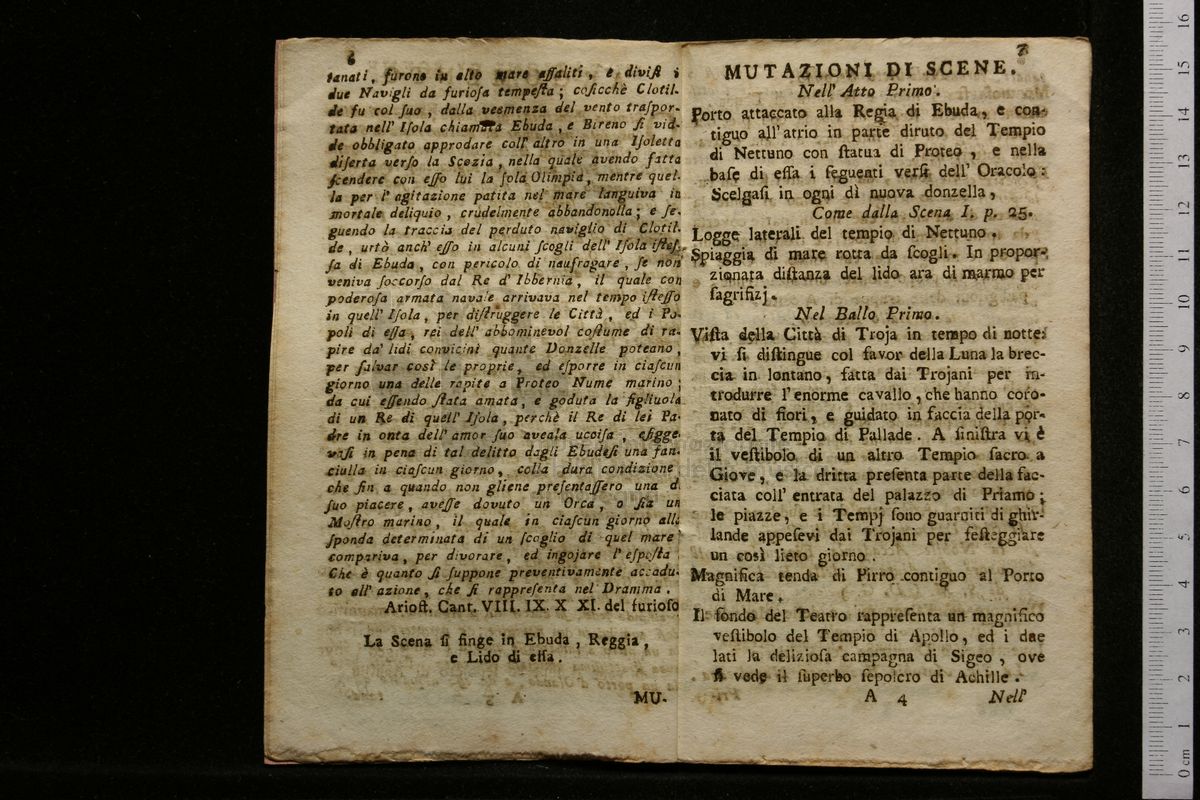 6
tanati, furono in alto mare aſſaliti, e diviſi i
due Navigli da furioſa tempeſta; coſicchè Clotil-
de fu col ſuo, dalla veemenza del vento traſpor-
tata nell' Iſola chiamata Ebuda, e Bireno ſi vid-
de obbligato approdare coll' altro in una Iſoletta
diſerta verſo la Scozia, nella quale avendo fatta
ſcendere con eſſo lui la ſola Olimpia, mentre quel-
la per l' agitazione patita nel mare languiva in
mortale deliquio, crudelmente abbandonolla; e ſe-
guendo la traccia del perduto naviglio di Clotil-
de, urtò anch' eſſo in alcuni ſcogli dell' Iſola iſteſ-
ſa di Ebuda, con pericolo di naufragare, ſe non
veniva ſoccorſo dal Re d' Ibbernia, il quale con
poderoſa armata navale arrivava nel tempo iſteſſo
in quell' Iſola, per diſtruggere le Città, ed i Po-
poli di eſſa, rei dell' abbominevol coſtume di ra-
pire da' lidi convicini quante Donzelle poteano,
per ſalvar così le proprie, ed eſporre in ciaſcun
giorno una delle rapite a Proteo Nume marino;
da cui eſſendo ſtata amata, e goduta la figliuola
di un Re di quell' Iſola, perchè il Re di lei Pa-
dre in onta dell' amor ſuo aveala ucciſa, eſigge-
vaſi in pena di tal delitto dagli Ebudeſi una fan-
ciulla in ciaſcun giorno, colla dura condizione
che fin a quando non gliene preſentaſſero una di
ſuo piacere, aveſſe dovuto un Orca, o ſia un
Moſtro marino, il quale in ciaſcun giorno alla
ſponda determinata di un ſcoglio di quel mare
compariva, per divorare, ed ingojare l' eſpoſta
Che è quanto ſi ſuppone preventivamente accadu-
to all' azione, che ſi rappreſenta nel Dramma.
Arioſt. Cant. VIII. IX. X XI. del furioſo
La Scena ſi finge in Ebuda, Reggia,
e Lido di eſſa.
MU-
7
MUTAZIONI DI SCENE.
Nell' Atto Primo.
Porto attaccato alla Regia di Ebuda, e con-
tiguo all' atrio in parte diruto del Tempio
di Nettuno con ſtatua di Proteo, e nella
baſe di eſſa i ſeguenti verſi dell' Oracolo:
Scelgaſi in ogni dì nuova donzella,
Come dalla Scena I. p. 25.
Logge laterali del tempio di Nettuno.
Spiaggia di mare rotta da ſcogli. In propor-
zionata diſtanza del lido ara di marmo per
ſagrifizj.
Nel Ballo Primo.
Viſta della Città di Troja in tempo di notte:
vi ſi diſtingue col favor della Luna la brec-
cia in lontano, fatta dai Trojani per in-
trodurre l' enorme cavallo, che hanno coro-
nato di fiori, e guidato in faccia della por-
ta del Tempio di Pallade. A ſiniſtra vi è
il veſtibolo di un altro Tempio ſacro a
Giove, e la dritta preſenta parte della fac-
ciata coll' entrata del palazzo di Priamo;
le piazze, e i Tempj ſono guarniti di ghir-
lande appeſevi dai Trojani per feſteggiare
un così lieto giorno.
Magnifica tenda di Pirro contiguo al Porto
di Mare.
Il fondo del Teatro rappreſenta un magnifico
veſtibolo del Tempio di Apollo, ed i due
lati la delizioſa campagna di Sigeo, ove
ſi vede il ſuperbo ſepolcro di Achille.
A 4 Nell'
0 cm 1 2 3 4 5 6 7 8 9 10 11 12 13 14 15 16